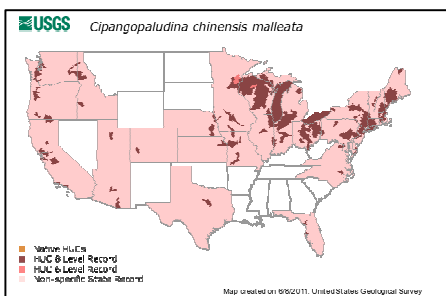 USGS
Cipangopaludina chinensis malleata
Native HUCs
HUC 8 Level Record
HUC 6 Level Record
Non-specific State Record
Map created on 6/8/2011. United States Geological Survey